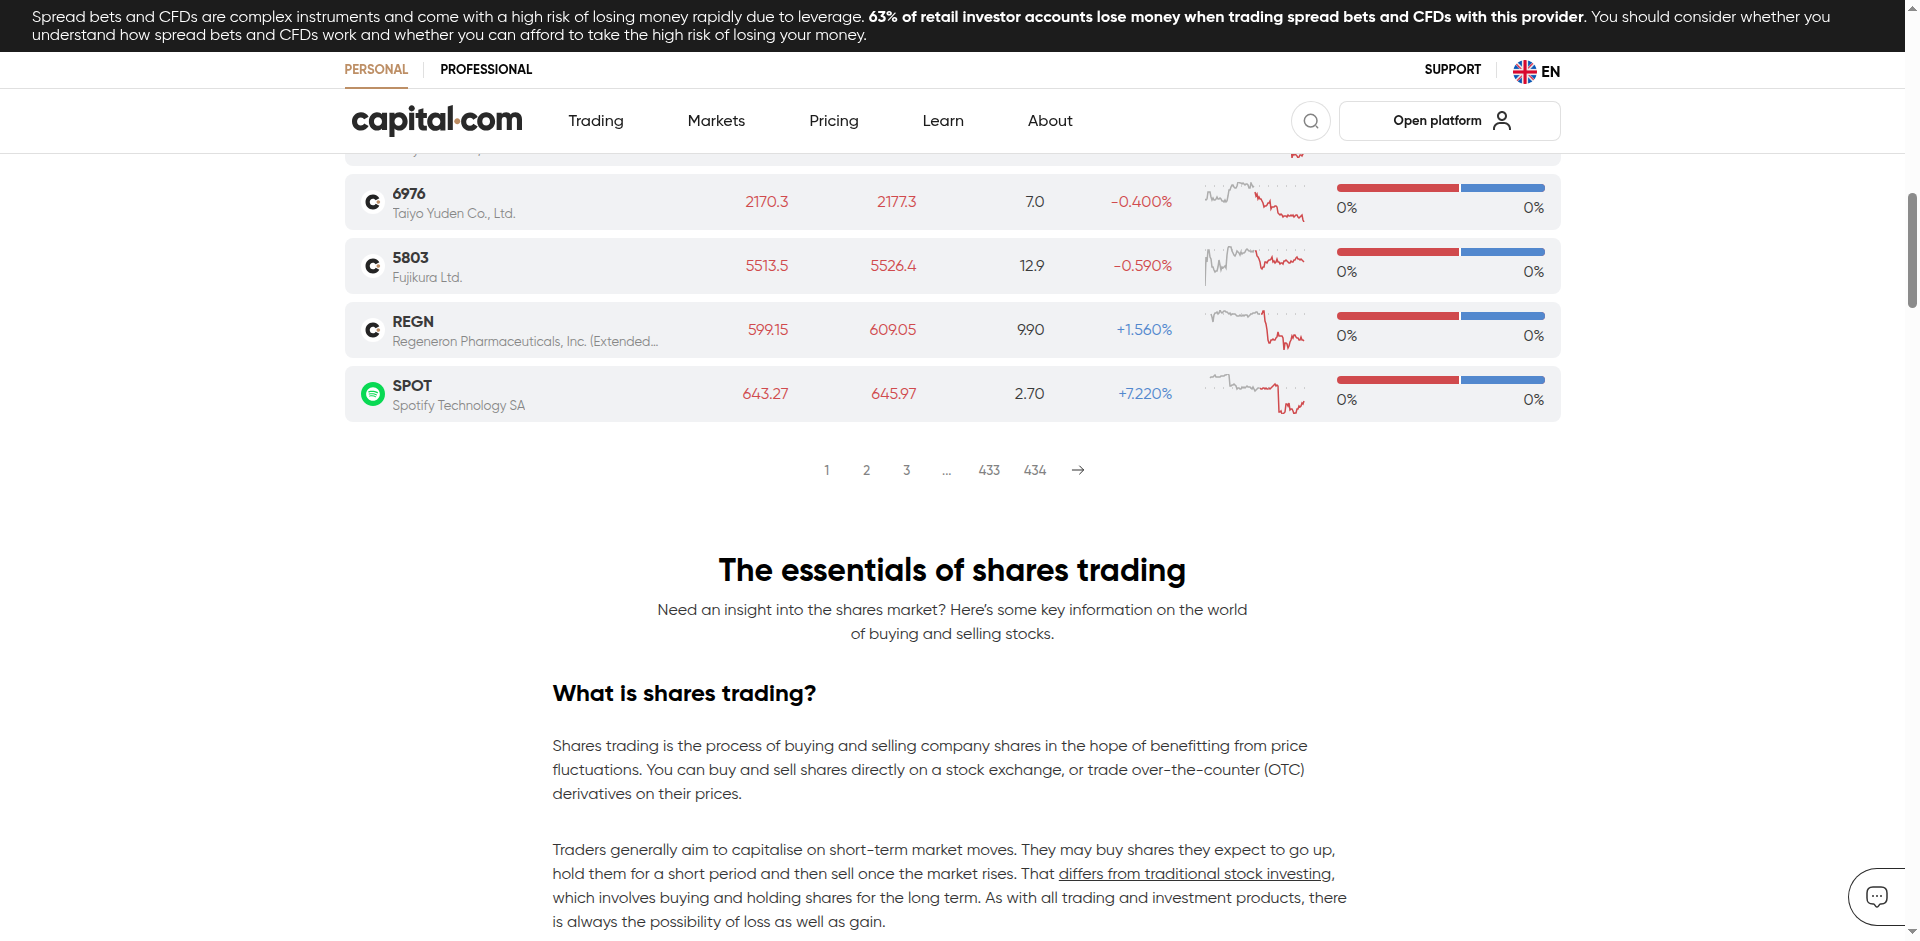 Spread bets and CFDs are complex instruments and come with a high risk of losing money rapidly due to leverage. 63% of retail investor accounts lose money when trading spread bets and CFDs with this provider. You should consider whether you
understand how spread bets and CFDs work and whether you can afford to take the high risk of losing your money.
PERSONAL PROFESSIONAL SUPPORT EN
capital.com Trading Markets Pricing Learn About Open platform
6976
Taiyo Yuden Co., Ltd.
2170.3 2177.3 7.0 -0.400% 0% 0%
5803
Fujikura Ltd.
5513.5 5526.4 12.9 -0.590% 0% 0%
REGN
Regeneron Pharmaceuticals, Inc. (Extended...
599.15 609.05 9.90 +1.560% 0% 0%
SPOT
Spotify Technology SA
643.27 645.97 2.70 +7.220% 0% 0%
1 2 3 ... 433 434 →
The essentials of shares trading
Need an insight into the shares market? Here’s some key information on the world
of buying and selling stocks.
What is shares trading?
Shares trading is the process of buying and selling company shares in the hope of benefitting from price
fluctuations. You can buy and sell shares directly on a stock exchange, or trade over-the-counter (OTC)
derivatives on their prices.
Traders generally aim to capitalise on short-term market moves. They may buy shares they expect to go up,
hold them for a short period and then sell once the market rises. That differs from traditional stock investing,
which involves buying and holding shares for the long term. As with all trading and investment products, there
is always the possibility of loss as well as gain.